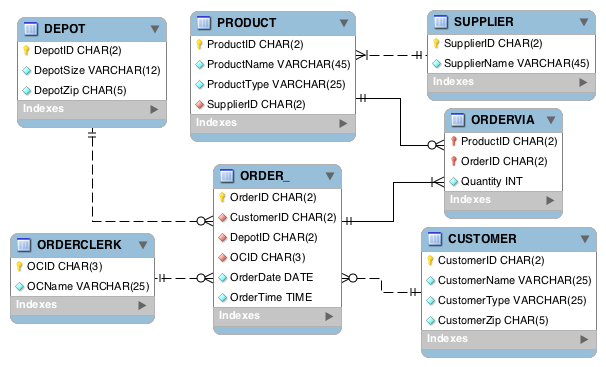 DEPOT
DepotID CHAR(2)
DepotSize VARCHAR(12)
DepotZip CHAR(5)
Indexes
PRODUCT
ProductID CHAR(2)
ProductName VARCHAR(45)
ProductType VARCHAR(25)
SupplierID CHAR(2)
Indexes
SUPPLIER
SupplierID CHAR(2)
SupplierName VARCHAR(45)
Indexes
ORDERVIA
ProductID CHAR(2)
OrderID CHAR(2)
Quantity INT
Indexes
ORDER_
OrderID CHAR(2)
CustomerID CHAR(2)
DepotID CHAR(2)
OCID CHAR(3)
OrderDate DATE
OrderTime TIME
Indexes
ORDERCLERK
OCID CHAR(3)
OCName VARCHAR(25)
Indexes
CUSTOMER
CustomerID CHAR(2)
CustomerName VARCHAR(25)
CustomerType VARCHAR(25)
CustomerZip CHAR(5)
Indexes